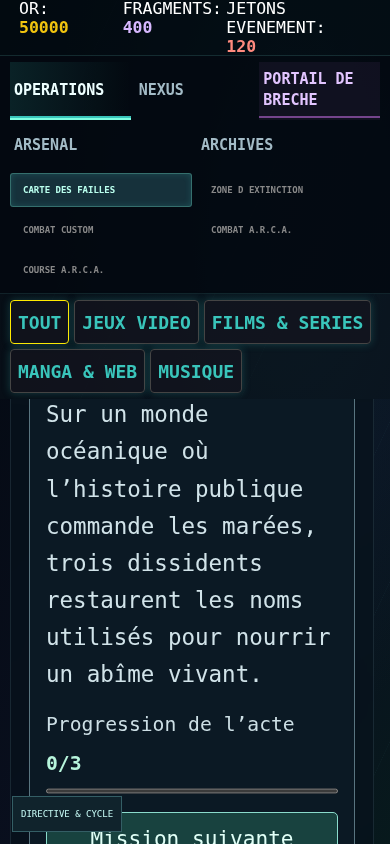 OR: FRAGMENTS: JETONS
50000 400 EVENEMENT:
120
OPERATIONS NEXUS PORTAIL DE
BRECHE
ARSENAL ARCHIVES
CARTE DES FAILLES ZONE D EXTINCTION
COMBAT CUSTOM COMBAT A.R.C.A.
COURSE A.R.C.A.
TOUT JEUX VIDEO FILMS & SERIES
MANGA & WEB MUSIQUE
Sur un monde
océanique où
l’histoire publique
commande les marées,
trois dissidents
restaurent les noms
utilisés pour nourrir
un abîme vivant.
Progression de l’acte
0/3
DIRECTIVE & CYCLE
Mission suivante